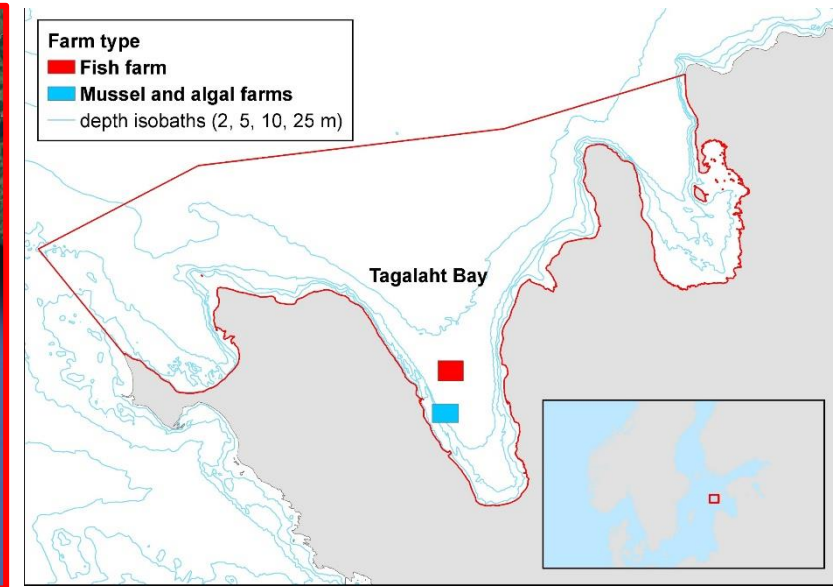 Farm type
Fish farm
Mussel and algal farms
depth isobaths (2, 5, 10, 25 m)
Tagalaht Bay